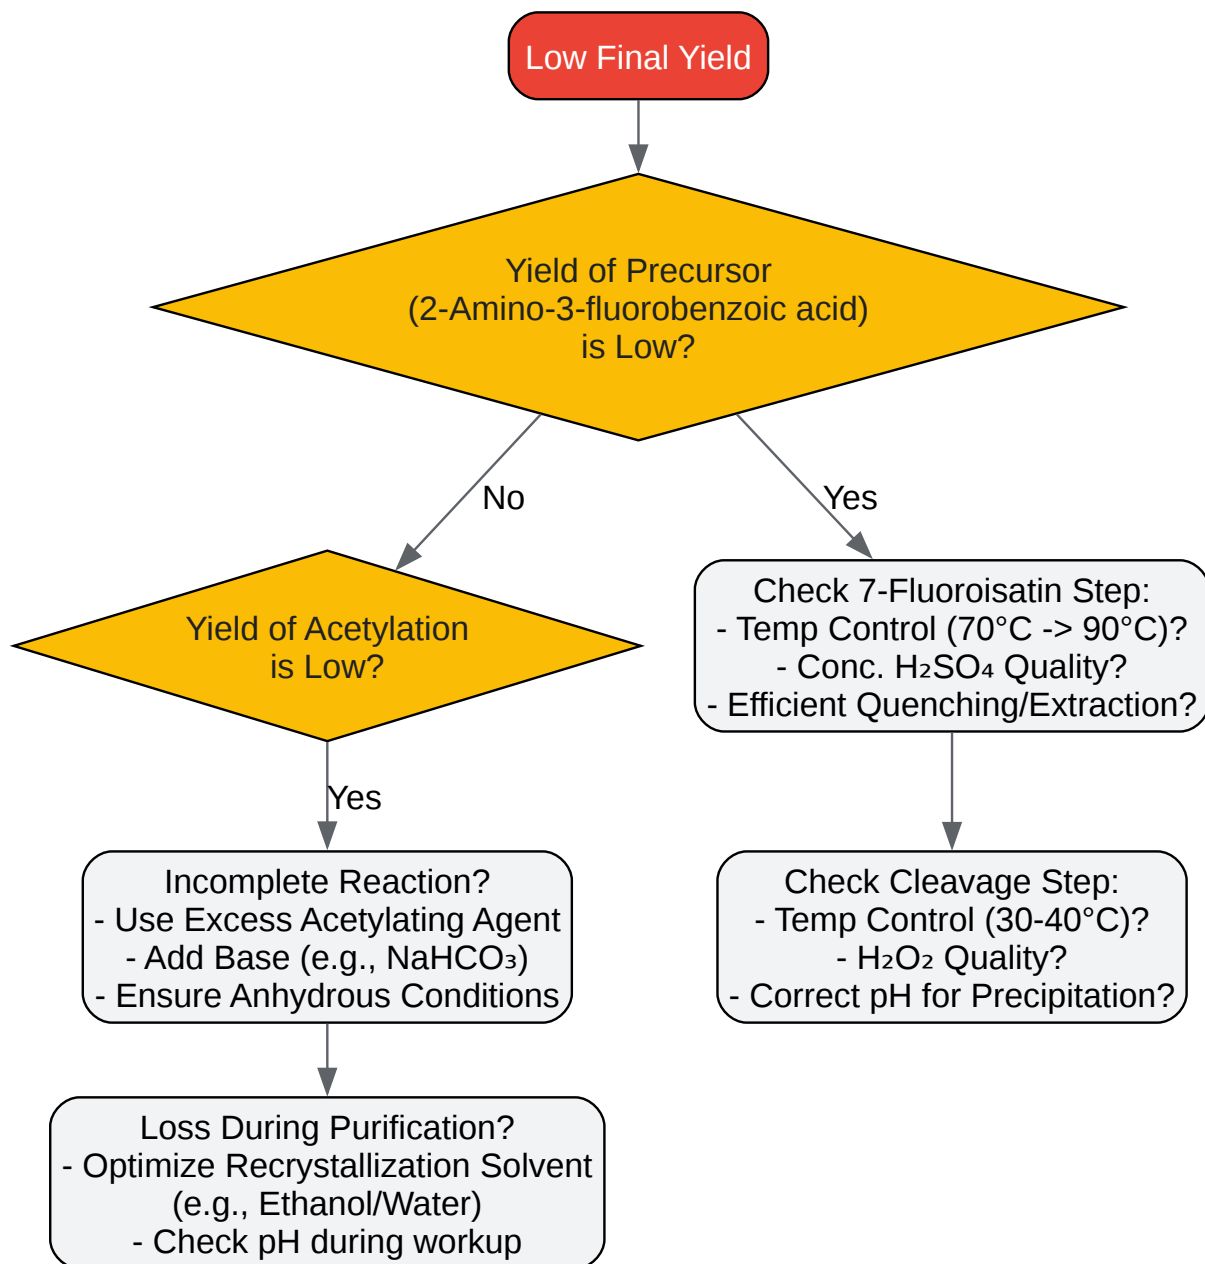 Low Final Yield
Yield of Precursor
(2-Amino-3-fluorobenzoic acid)
is Low?
No
Yes
Yield of Acetylation
is Low?
Check 7-Fluoroisatin Step:
- Temp Control (70°C -> 90°C)?
- Conc. H₂SO₄ Quality?
- Efficient Quenching/Extraction?
Yes
Incomplete Reaction?
- Use Excess Acetylating Agent
- Add Base (e.g., NaHCO₃)
- Ensure Anhydrous Conditions
Check Cleavage Step:
- Temp Control (30-40°C)?
- H₂O₂ Quality?
- Correct pH for Precipitation?
Loss During Purification?
- Optimize Recrystallization Solvent
(e.g., Ethanol/Water)
- Check pH during workup